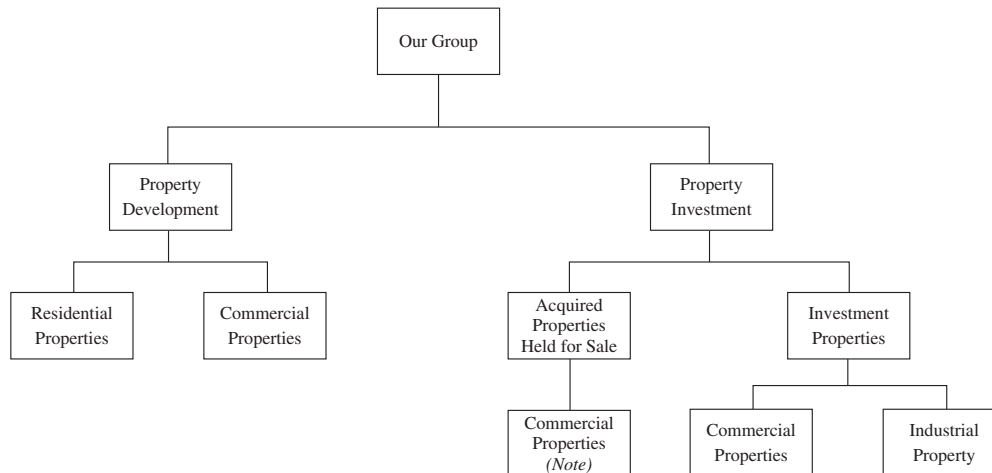 Our Group
Property
Development
Property
Investment
Residential
Properties
Commercial
Properties
Acquired
Properties
Held for Sale
Investment
Properties
Commercial
Properties
(Note)
Commercial
Properties
Industrial
Property